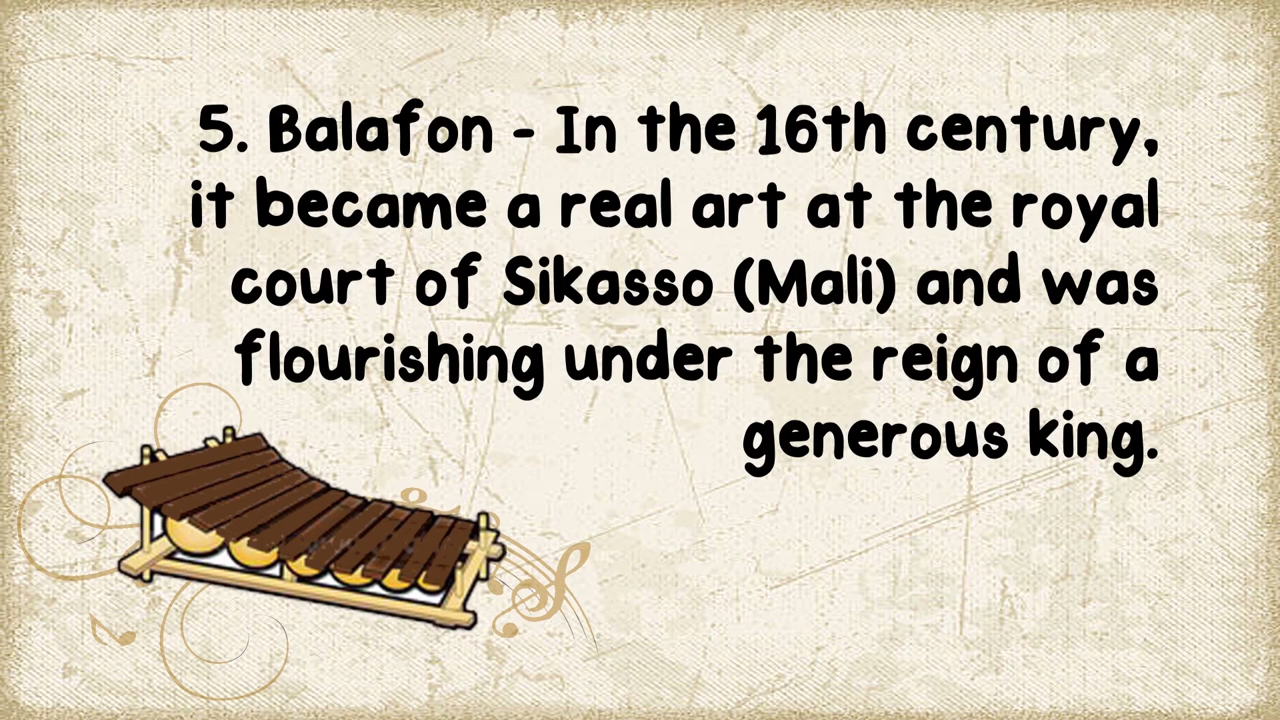 5. Balafon - In the 16th century,
it became a real art at the royal
court of Sikasso (Mali) and was
flourishing under the reign of a
generous king.